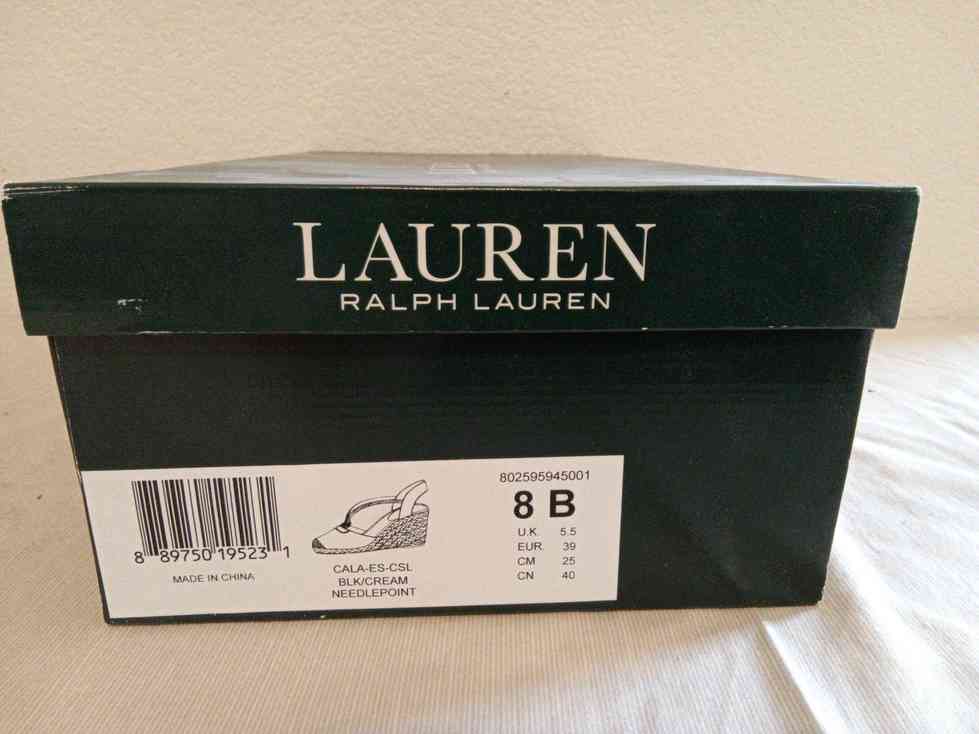 LAUREN
RALPH LAUREN
8 89750 19523 1
MADE IN CHINA
CALA-ES-CSL
BLK/CREAM
NEEDLEPOINT
802595945001
8 B
U.K. 5.5
EUR. 39
CM 25
CN 40